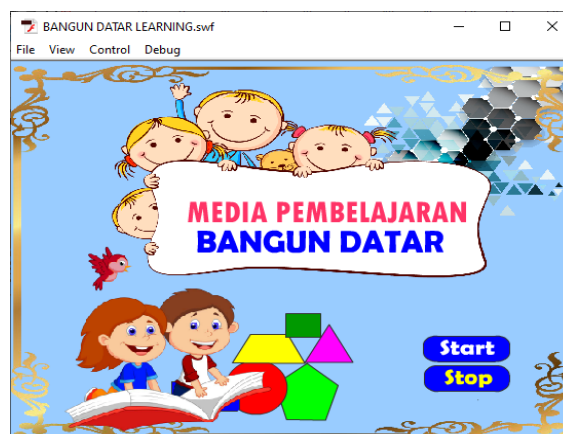 BANGUN DATAR LEARNING.swf
File View Control Debug
MEDIA PEMBELAJARAN
BANGUN DATAR
Start
Stop